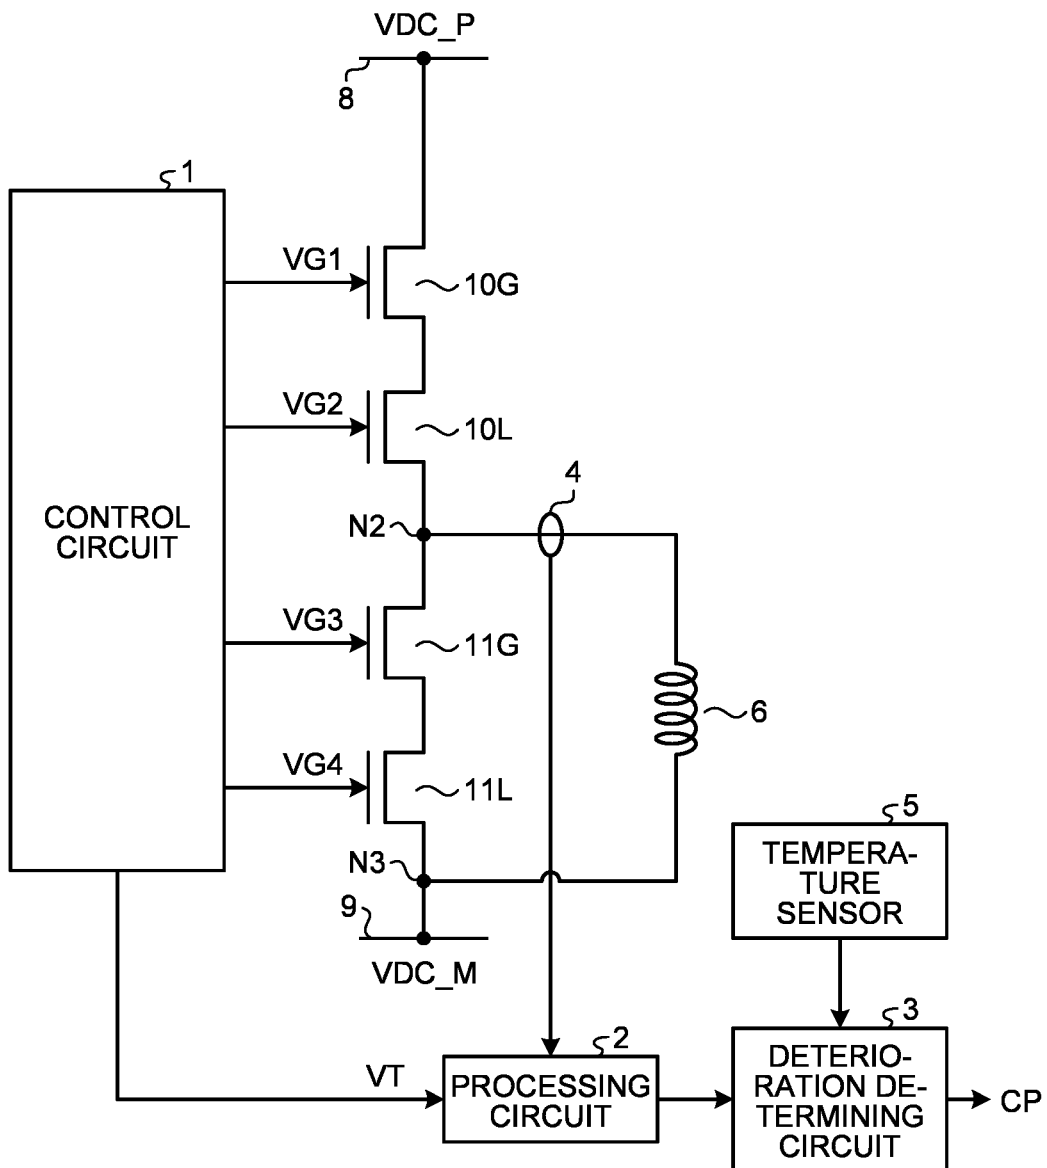 VDC_P
8
1
VG1
10G
VG2
10L
4
CONTROL
CIRCUIT
N2
VG3
11G
6
VG4
11L
5
TEMPERA-
TURE
SENSOR
N3
9
VDC_M
3
2
VT
PROCESSING
CIRCUIT
DETERIO-
RATION DE-
TERMINING
CIRCUIT
CP